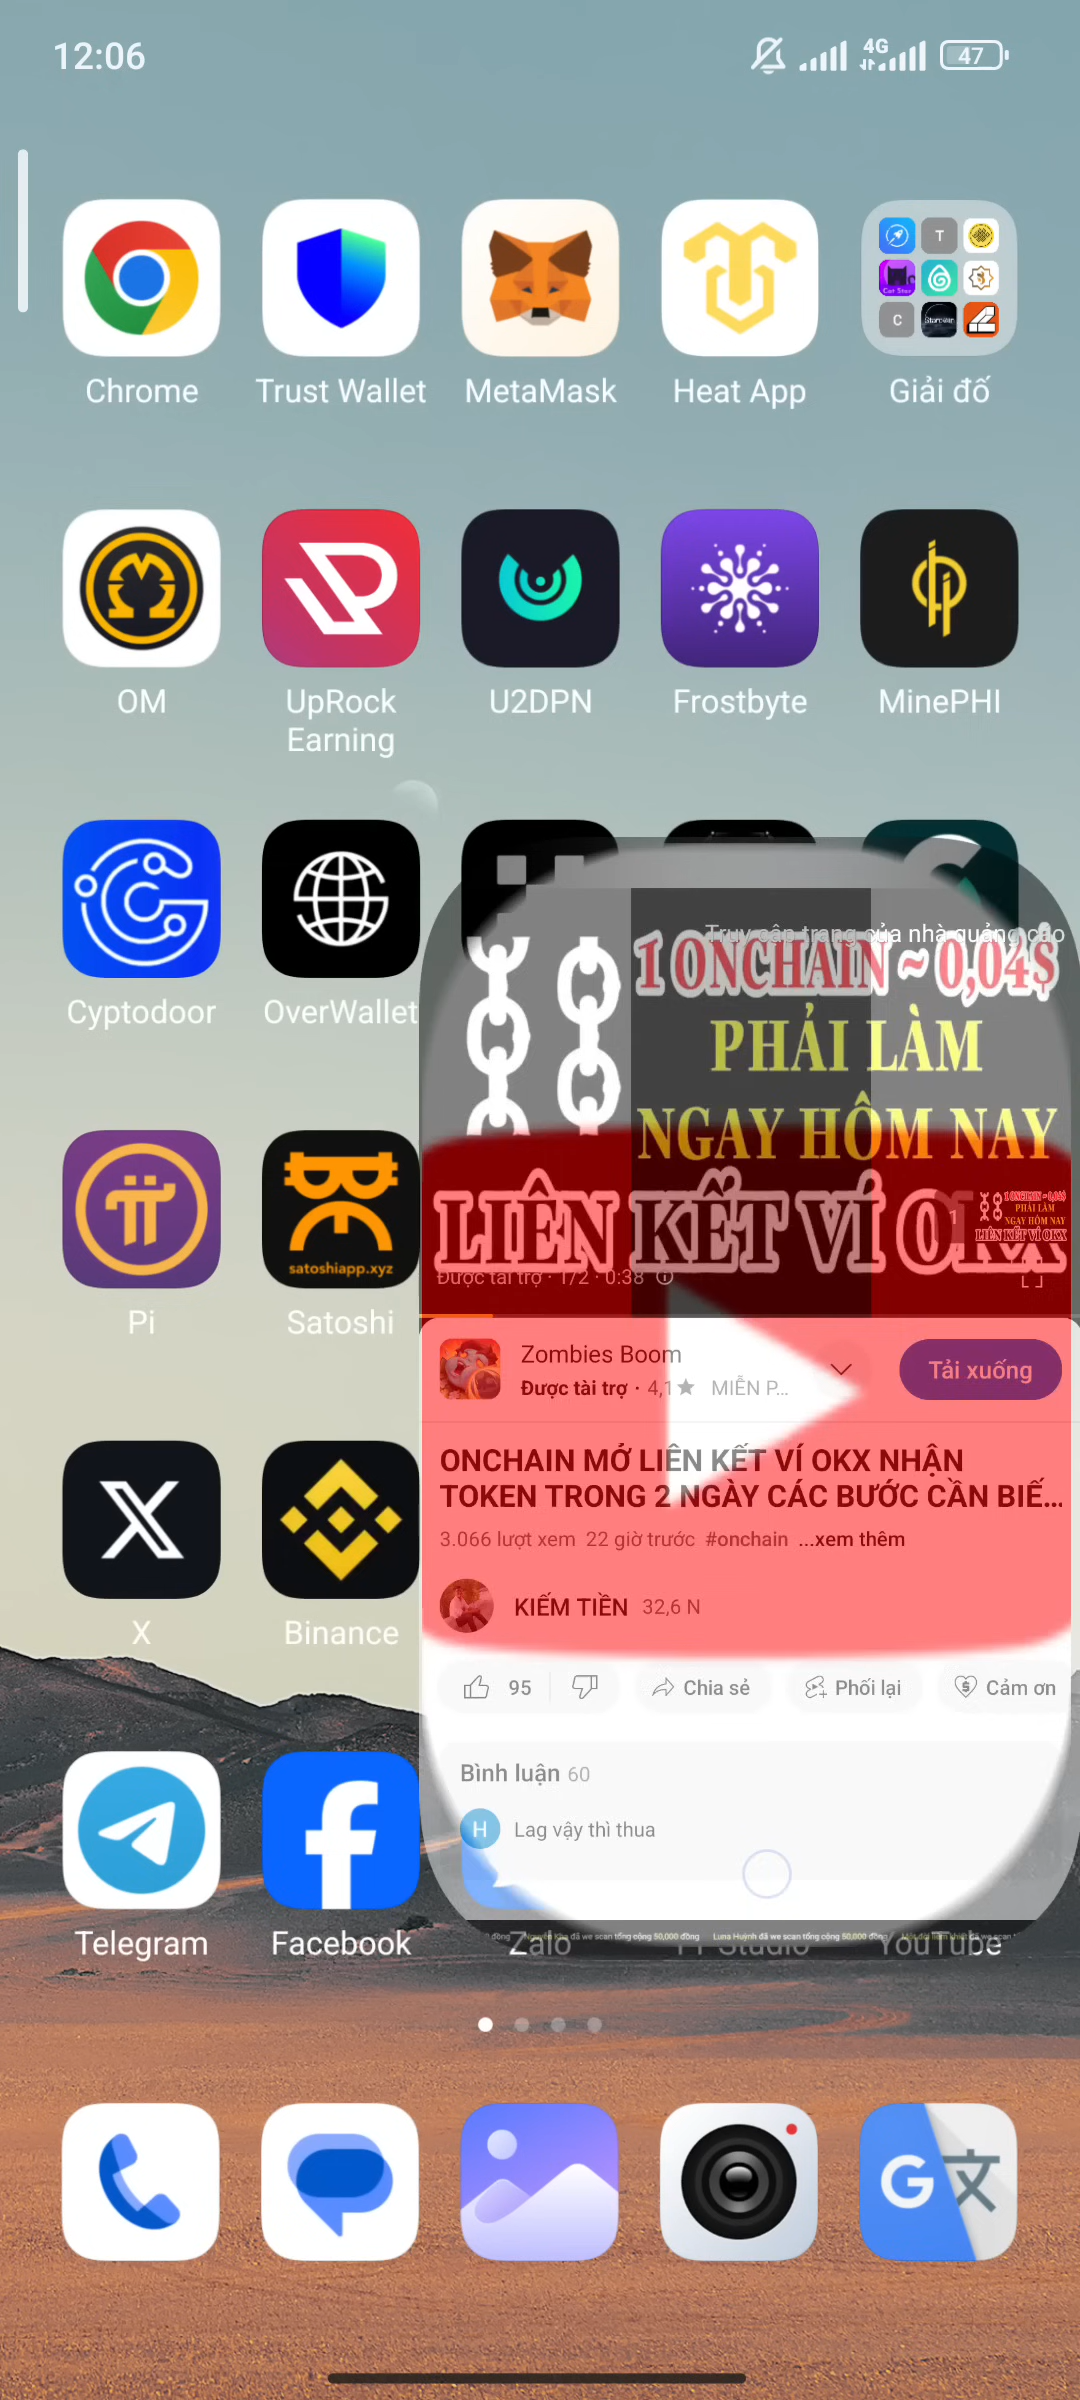 12:06
4G
47
Chrome
Trust Wallet
MetaMask
Heat App
Giải đố
OM
UpRock
Earning
U2DPN
Frostbyte
MinePHI
Cyptodoor
OverWallet
Truy cập trang của nhà quảng cáo
1 ONCHAIN ~ 0,04$
PHẢI LÀM
NGAY HÔM NAY
LIÊN KẾT VÍ OKX
Được tài trợ · 1/2 · 0:38
Pi
satoshiapp.xyz
Satoshi
Zombies Boom
Được tài trợ · 4,1 ★ MIỄN P...
Tải xuống
ONCHAIN MỞ LIÊN KẾT VÍ OKX NHẬN
TOKEN TRONG 2 NGÀY CÁC BƯỚC CẦN BIẾ...
3.066 lượt xem 22 giờ trước #onchain ...xem thêm
KIẾM TIỀN 32,6 N
X
Binance
95
Chia sẻ
Phối lại
Cảm ơn
Bình luận 60
H
Lag vậy thì thua
Telegram
Facebook
Zalo
YouTube